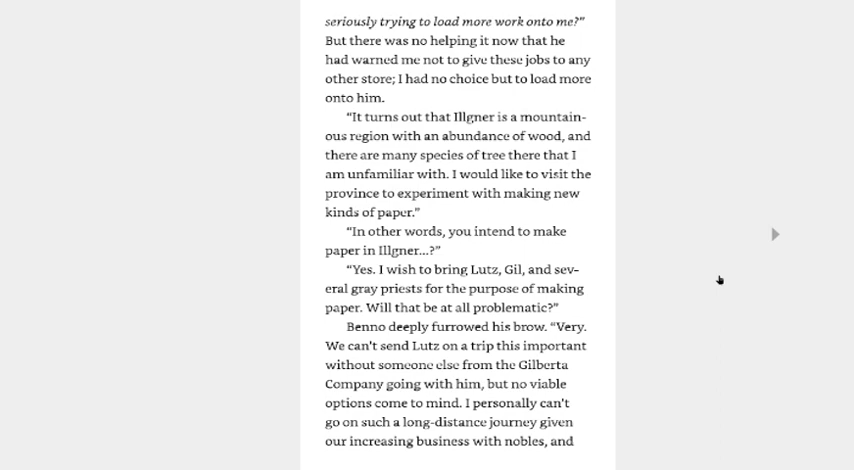 seriously trying to load more work onto me?"
But there was no helping it now that he
had warned me not to give these jobs to any
other store; I had no choice but to load more
onto him.
“It turns out that Illgner is a mountain-
ous region with an abundance of wood, and
there are many species of tree there that I
am unfamiliar with. I would like to visit the
province to experiment with making new
kinds of paper.”
“In other words, you intend to make
paper in Illgner...?”
“Yes. I wish to bring Lutz, Gil, and sev-
eral gray priests for the purpose of making
paper. Will that be at all problematic?”
Benno deeply furrowed his brow. “Very.
We can't send Lutz on a trip this important
without someone else from the Gilberta
Company going with him, but no viable
options come to mind. I personally can't
go on such a long-distance journey given
our increasing business with nobles, and